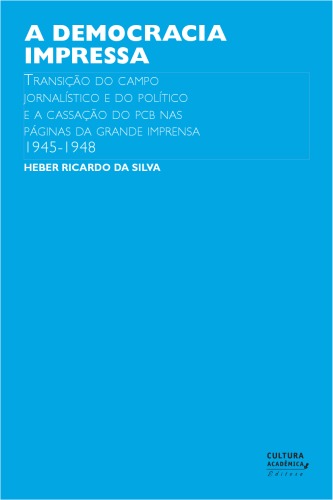 A DEMOCRACIA
IMPRESSA
TRANSIÇÃO DO CAMPO
JORNALÍSTICO E DO POLÍTICO
E A CASSAÇÃO DO PCB NAS
PÁGINAS DA GRANDE IMPRENSA
1945-1948
HEBER RICARDO DA SILVA
CULTURA
ACADÊMICA
Editora